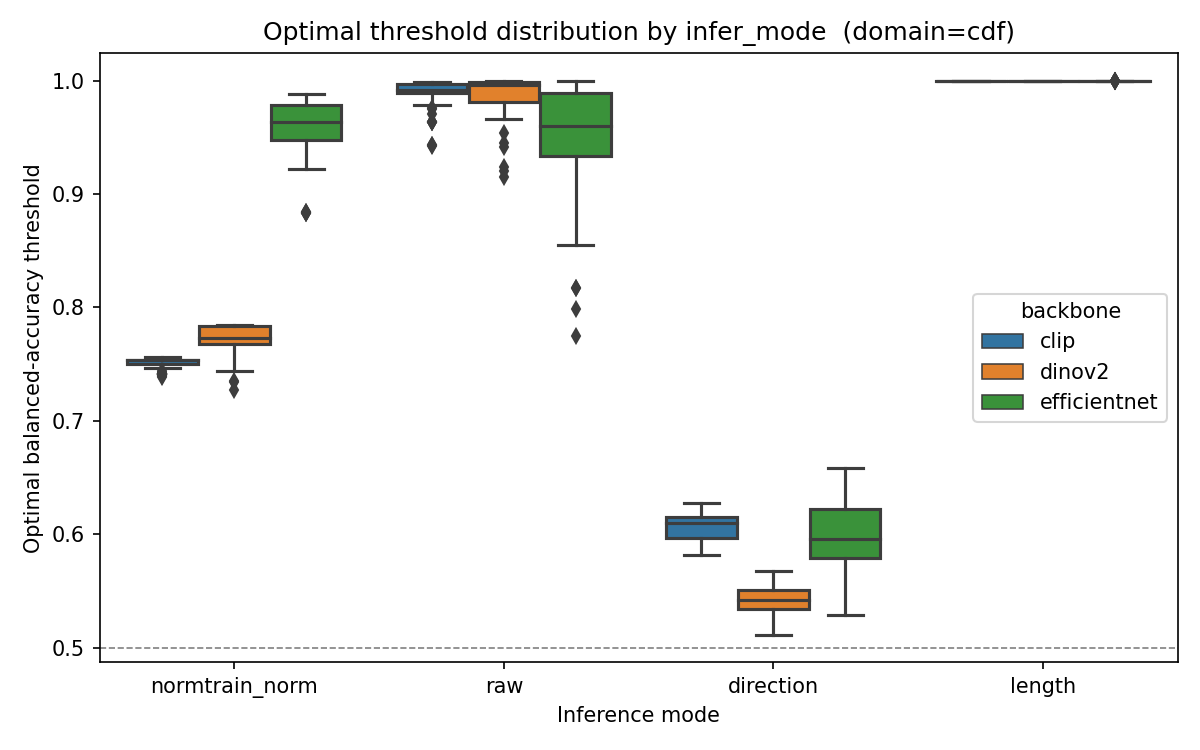 Optimal threshold distribution by infer_mode (domain=cdf)
Optimal balanced-accuracy threshold
1.0
0.9
0.8
0.7
0.6
0.5
backbone
clip
dinov2
efficientnet
normtrain_norm
raw
direction
length
Inference mode